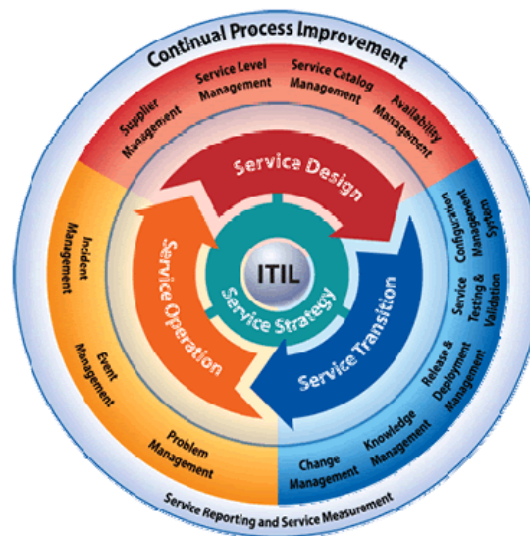 Continual Process Improvement
Supplier
Management
Service Level
Management
Service Catalog
Management
Availability
Management
Service Design
Configuration
Management
System
Service
Testing &
Validation
Release &
Deployment
Management
Knowledge
Management
Change
Management
Service Transition
Incident
Management
Event
Management
Problem
Management
Service Operation
ITIL
Service Strategy
Service Reporting and Service Measurement